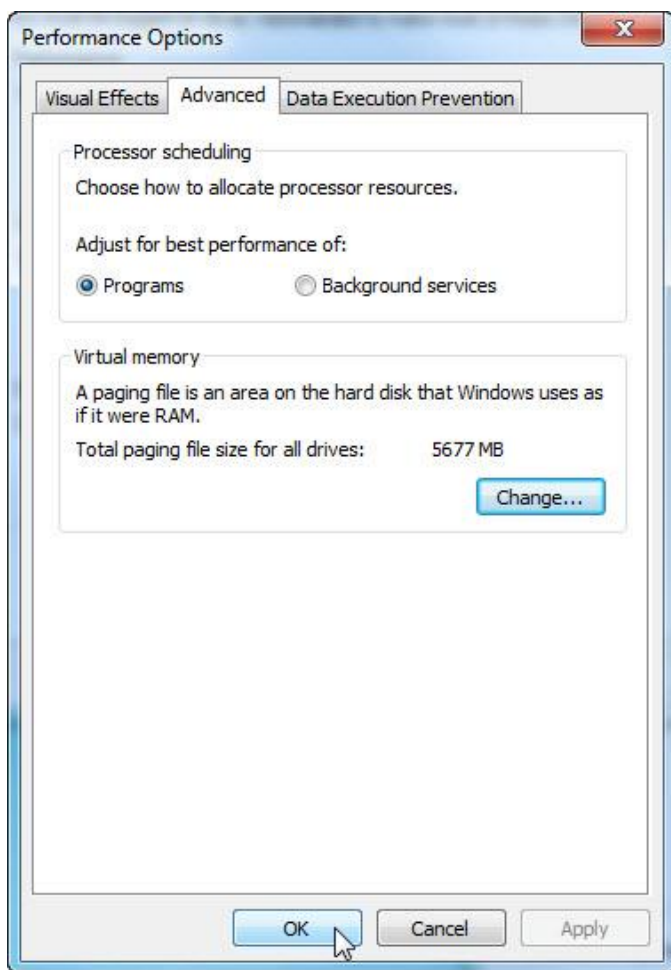 Performance Options
Visual Effects
Advanced
Data Execution Prevention
Processor scheduling
Choose how to allocate processor resources.
Adjust for best performance of:
Programs
Background services
Virtual memory
A paging file is an area on the hard disk that Windows uses as
if it were RAM.
Total paging file size for all drives: 5677 MB
Change...
OK
Cancel
Apply